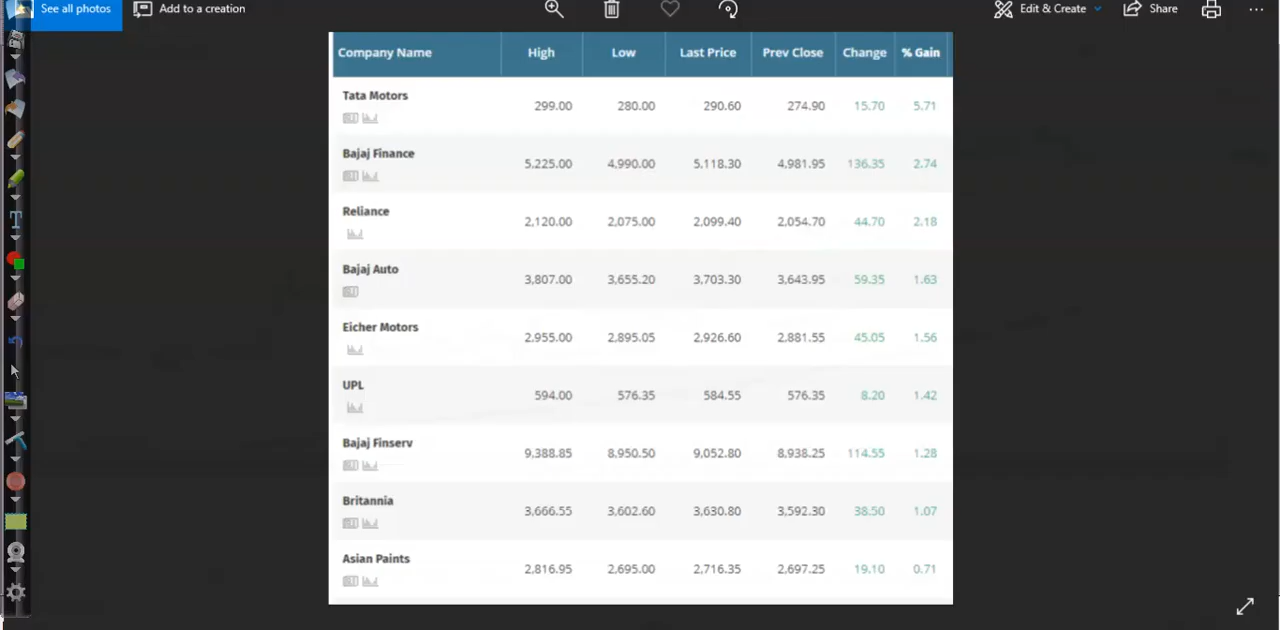 See all photos Add to a creation Edit & Create Share
Company Name High Low Last Price Prev Close Change % Gain
Tata Motors 299.00 280.00 290.60 274.90 15.70 5.71
Bajaj Finance 5,225.00 4,990.00 5,118.30 4,981.95 136.35 2.74
Reliance 2,120.00 2,075.00 2,099.40 2,054.70 44.70 2.18
Bajaj Auto 3,807.00 3,655.20 3,703.30 3,643.95 59.35 1.63
Eicher Motors 2,955.00 2,895.05 2,926.60 2,881.55 45.05 1.56
UPL 594.00 576.35 584.55 576.35 8.20 1.42
Bajaj Finserv 9,388.85 8,950.50 9,052.80 8,938.25 114.55 1.28
Britannia 3,666.55 3,602.60 3,630.80 3,592.30 38.50 1.07
Asian Paints 2,816.95 2,695.00 2,716.35 2,697.25 19.10 0.71